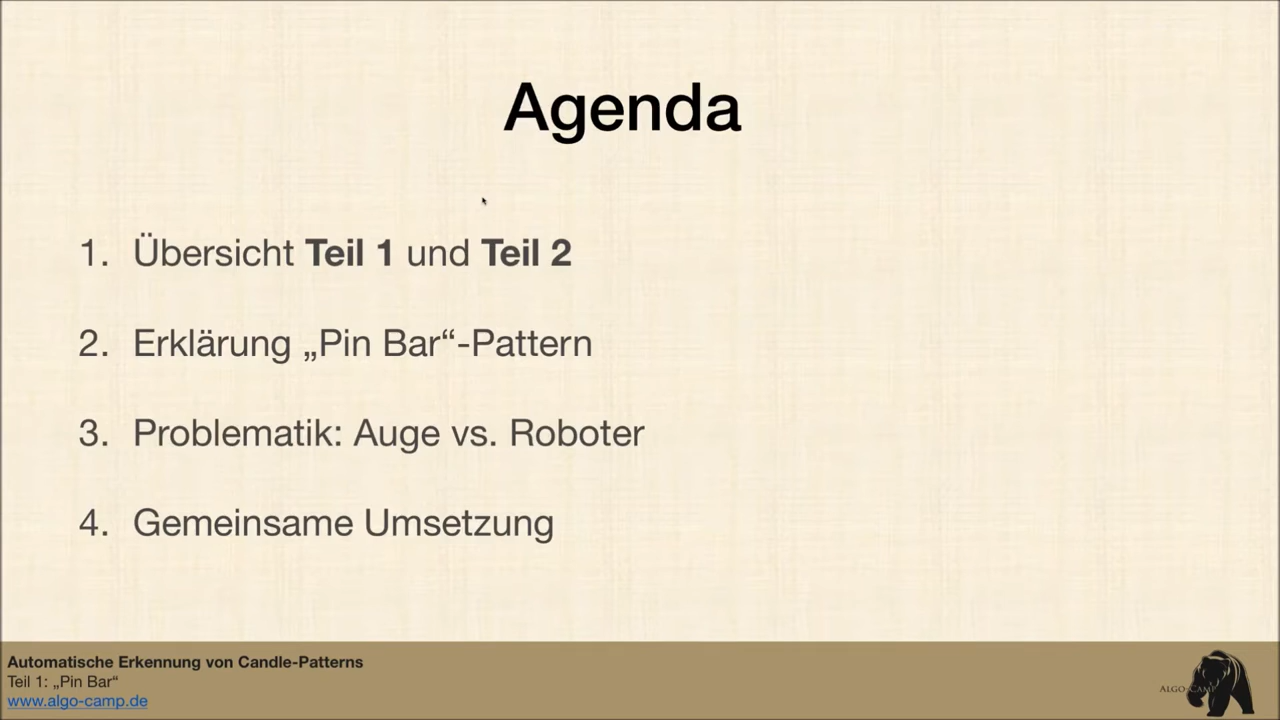 Agenda
1. Übersicht Teil 1 und Teil 2
2. Erklärung „Pin Bar“-Pattern
3. Problematik: Auge vs. Roboter
4. Gemeinsame Umsetzung
Automatische Erkennung von Candle-Patterns
Teil 1: „Pin Bar“
www.algo-camp.de
ALGO-CAMP